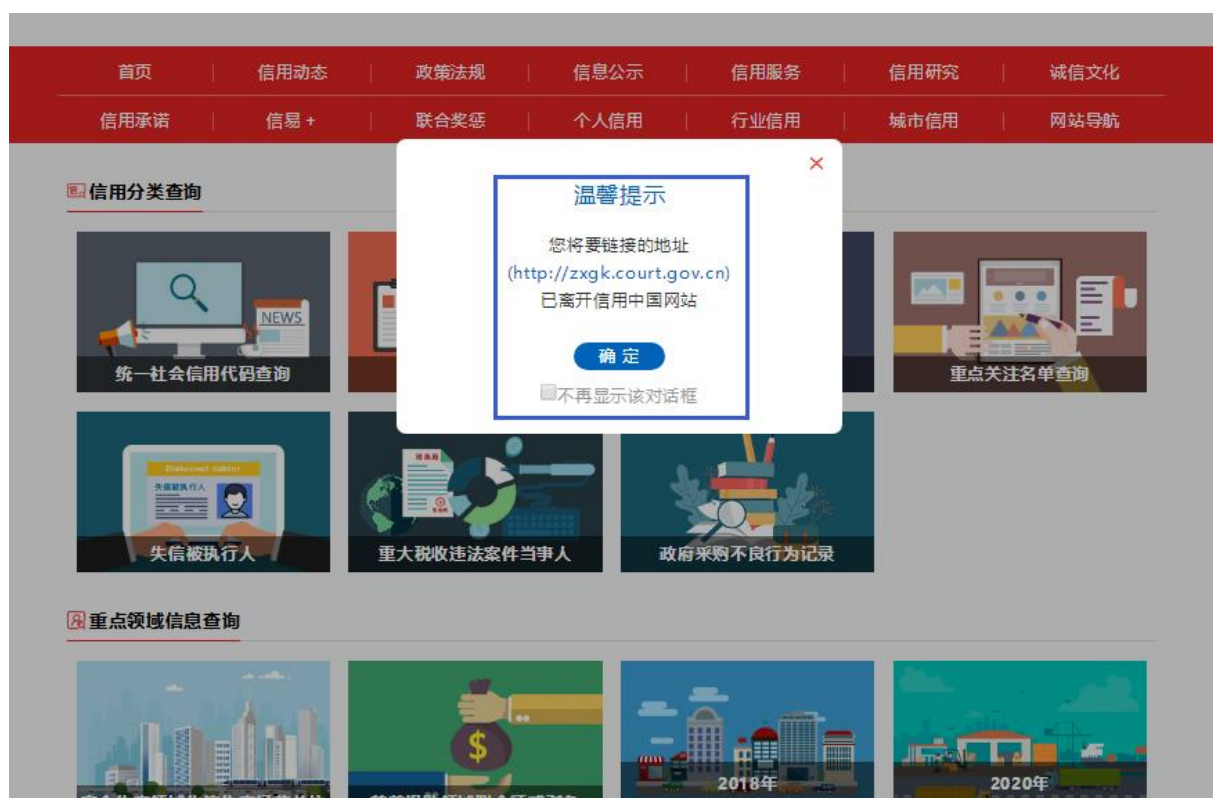 首页
信用动态
政策法规
信息公示
信用服务
信用研究
诚信文化
信用承诺
信易 +
联合奖惩
个人信用
行业信用
城市信用
网站导航
信用分类查询
温馨提示
您将要链接的地址
(http://zxgk.court.gov.cn)
已离开信用中国网站
确 定
不再显示该对话框
NEWS
统一社会信用代码查询
重点关注名单查询
失信被执行人
失信被执行人
重大税收违法案件当事人
政府采购不良行为记录
重点领域信息查询
$
2018年
2020年